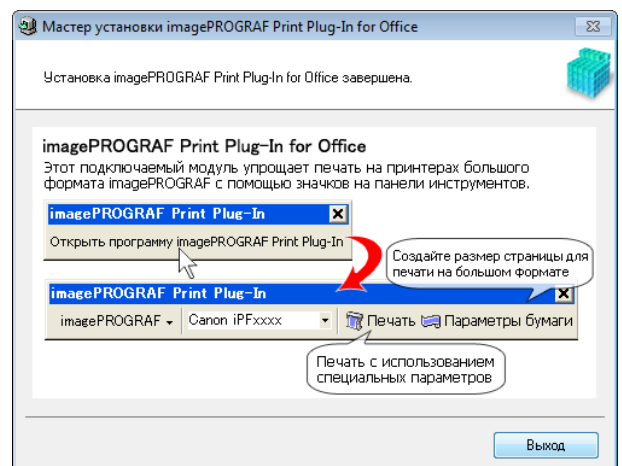 Мастер установки imagePROGRAF Print Plug-In for Office
Установка imagePROGRAF Print Plug-In for Office завершена.
imagePROGRAF Print Plug-In for Office
Этот подключаемый модуль упрощает печать на принтерах большого
формата imagePROGRAF с помощью значков на панели инструментов.
imagePROGRAF Print Plug-In
Открыть программу imagePROGRAF Print Plug-In
Создайте размер страницы для
печати на большом формате
imagePROGRAF Print Plug-In
imagePROGRAF Canon iPFxxxx Печать Параметры бумаги
Печать с использованием
специальных параметров
Выход